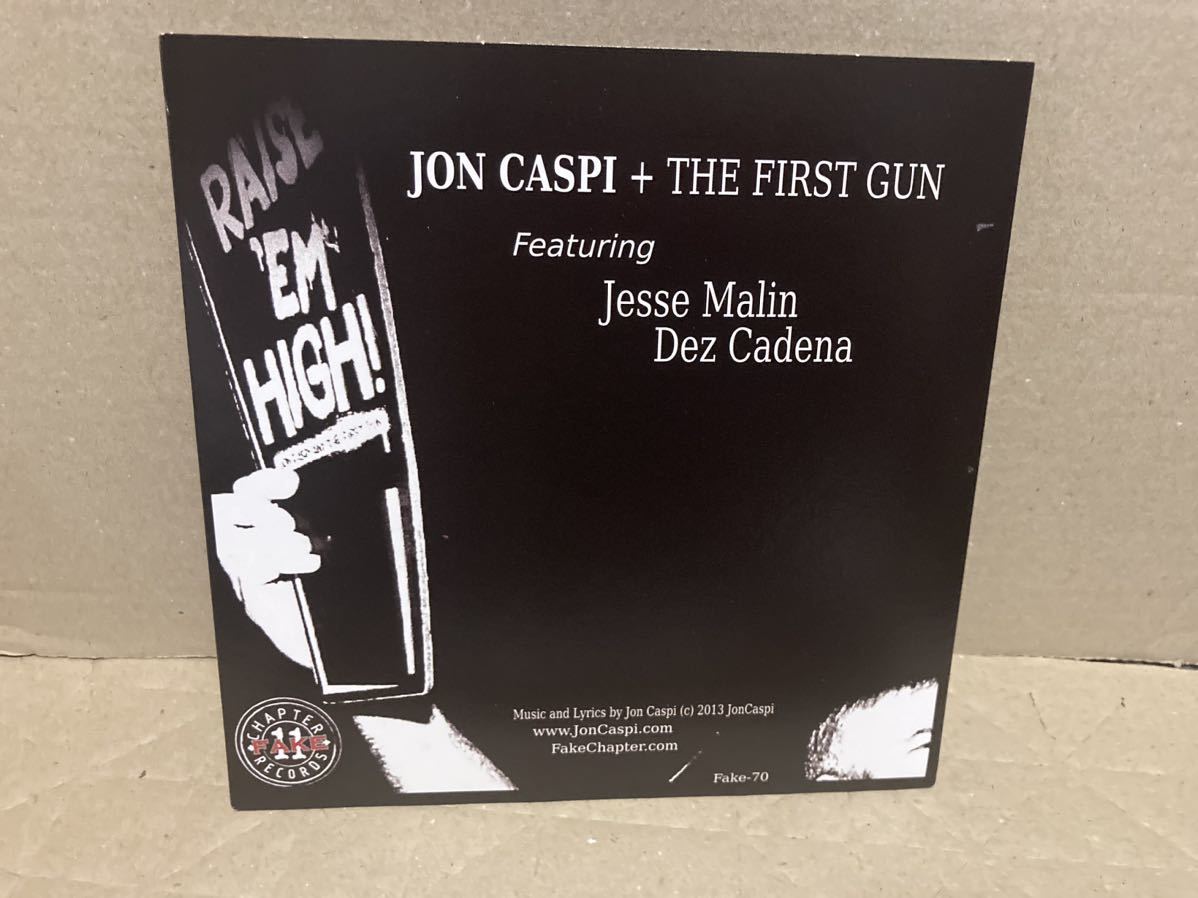 RAISE
'EM
HIGH!
JON CASPI + THE FIRST GUN
Featuring
Jesse Malin
Dez Cadena
Music and Lyrics by Jon Caspi (c) 2013 JonCaspi
www.JonCaspi.com
FakeChapter.com
Fake-70
CHAPTER
11
FAKE
RECORDS